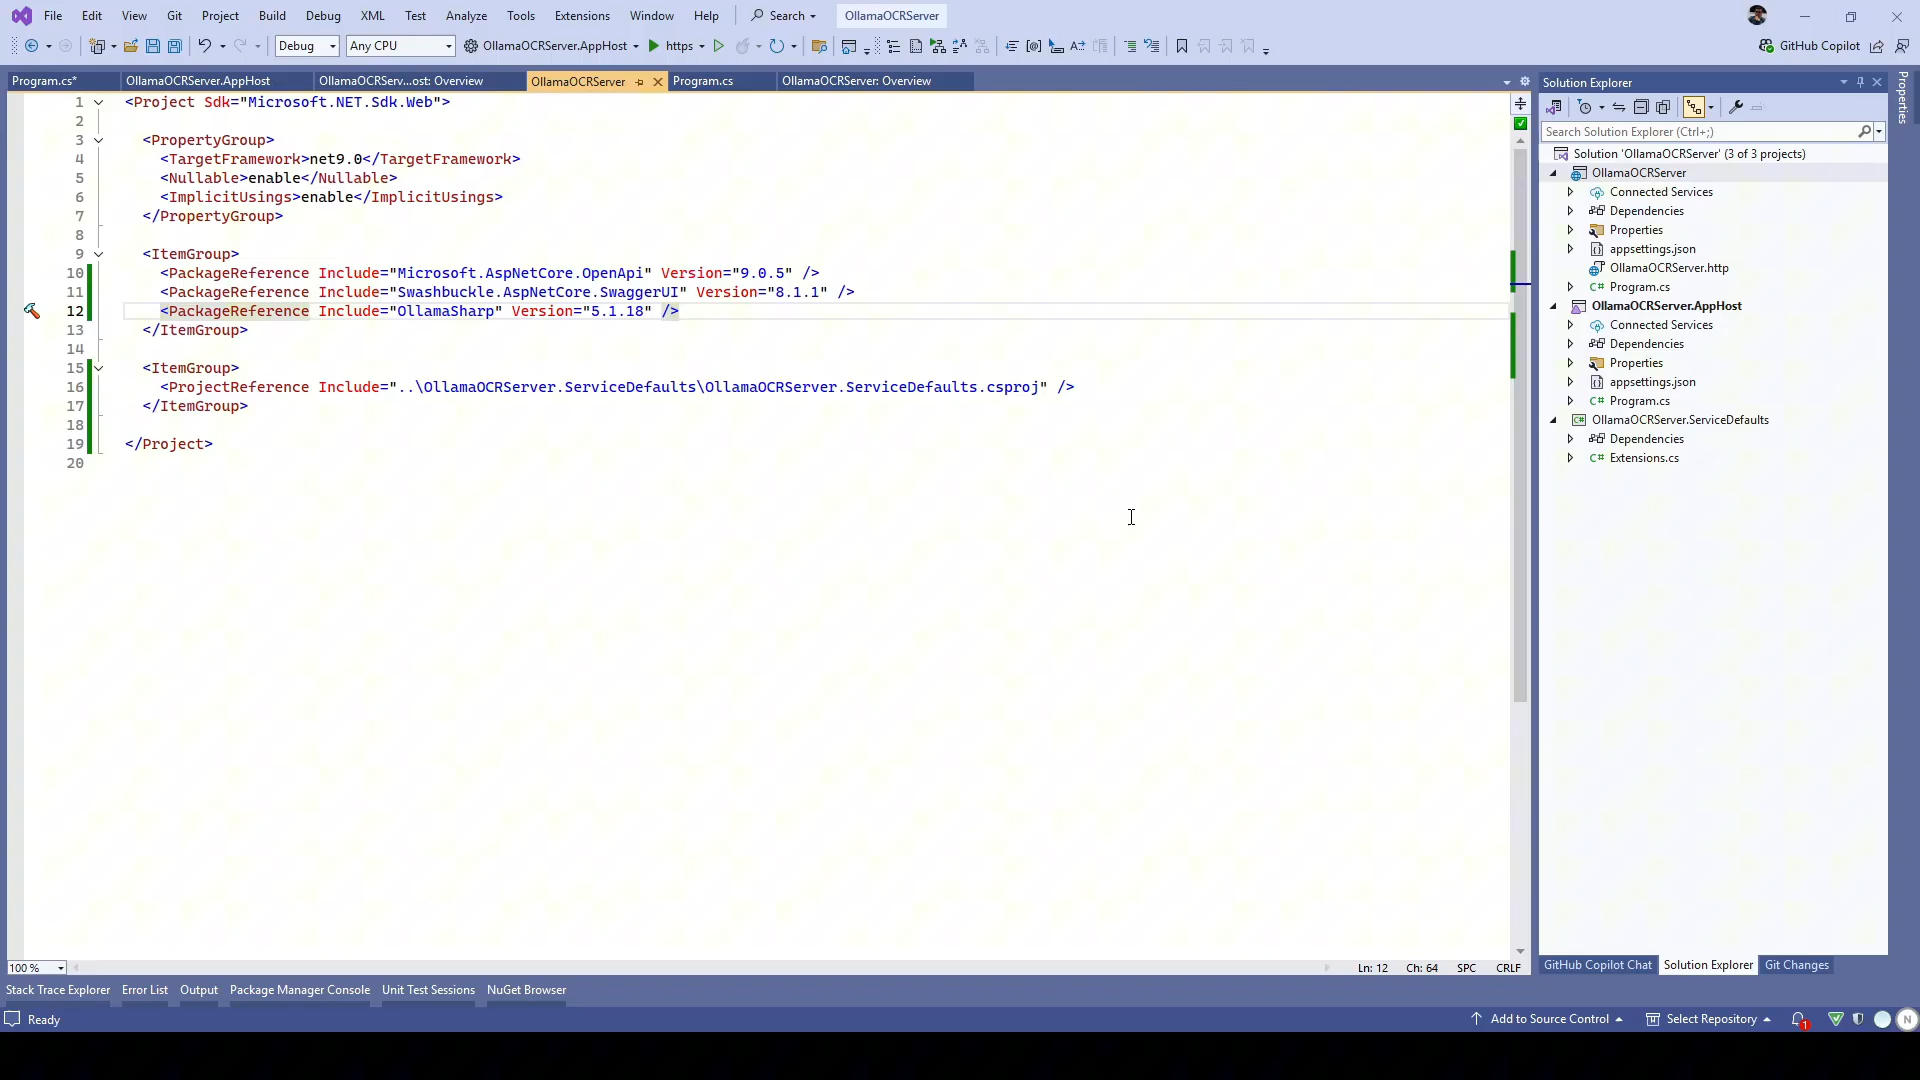 File Edit View Git Project Build Debug XML Test Analyze Tools Extensions Window Help Search OllamaOCRServer
Debug Any CPU OllamaOCRServer.AppHost https GitHub Copilot
Program.cs* OllamaOCRServer.AppHost OllamaOCRServ...ost: Overview OllamaOCRServer Program.cs OllamaOCRServer: Overview
1 <Project Sdk="Microsoft.NET.Sdk.Web">
2
3 <PropertyGroup>
4 <TargetFramework>net9.0</TargetFramework>
5 <Nullable>enable</Nullable>
6 <ImplicitUsings>enable</ImplicitUsings>
7 </PropertyGroup>
8
9 <ItemGroup>
10 <PackageReference Include="Microsoft.AspNetCore.OpenApi" Version="9.0.5" />
11 <PackageReference Include="Swashbuckle.AspNetCore.SwaggerUI" Version="8.1.1" />
12 <PackageReference Include="OllamaSharp" Version="5.1.18" />
13 </ItemGroup>
14
15 <ItemGroup>
16 <ProjectReference Include="..\OllamaOCRServer.ServiceDefaults\OllamaOCRServer.ServiceDefaults.csproj" />
17 </ItemGroup>
18
19 </Project>
20
100 % Ln: 12 Ch: 64 SPC CRLF
Solution Explorer
Search Solution Explorer (Ctrl+;)
Solution 'OllamaOCRServer' (3 of 3 projects)
OllamaOCRServer
Connected Services
Dependencies
Properties
appsettings.json
OllamaOCRServer.http
C# Program.cs
OllamaOCRServer.AppHost
Connected Services
Dependencies
Properties
appsettings.json
C# Program.cs
C# OllamaOCRServer.ServiceDefaults
Dependencies
C# Extensions.cs
GitHub Copilot Chat Solution Explorer Git Changes
Properties
Stack Trace Explorer Error List Output Package Manager Console Unit Test Sessions NuGet Browser
Ready Add to Source Control Select Repository 1 N